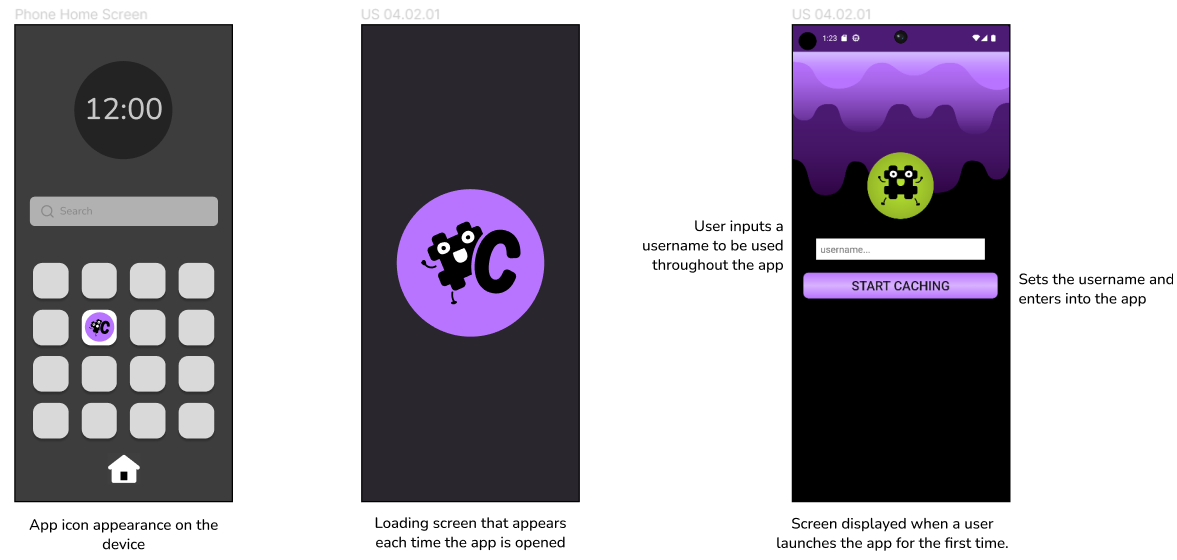 Phone Home Screen
12:00
Search
App icon appearance on the
device
US 04.02.01
C
Loading screen that appears
each time the app is opened
US 04.02.01
1:23
User inputs a
username to be used
throughout the app
username...
START CACHING
Sets the username and
enters into the app
Screen displayed when a user
launches the app for the first time.